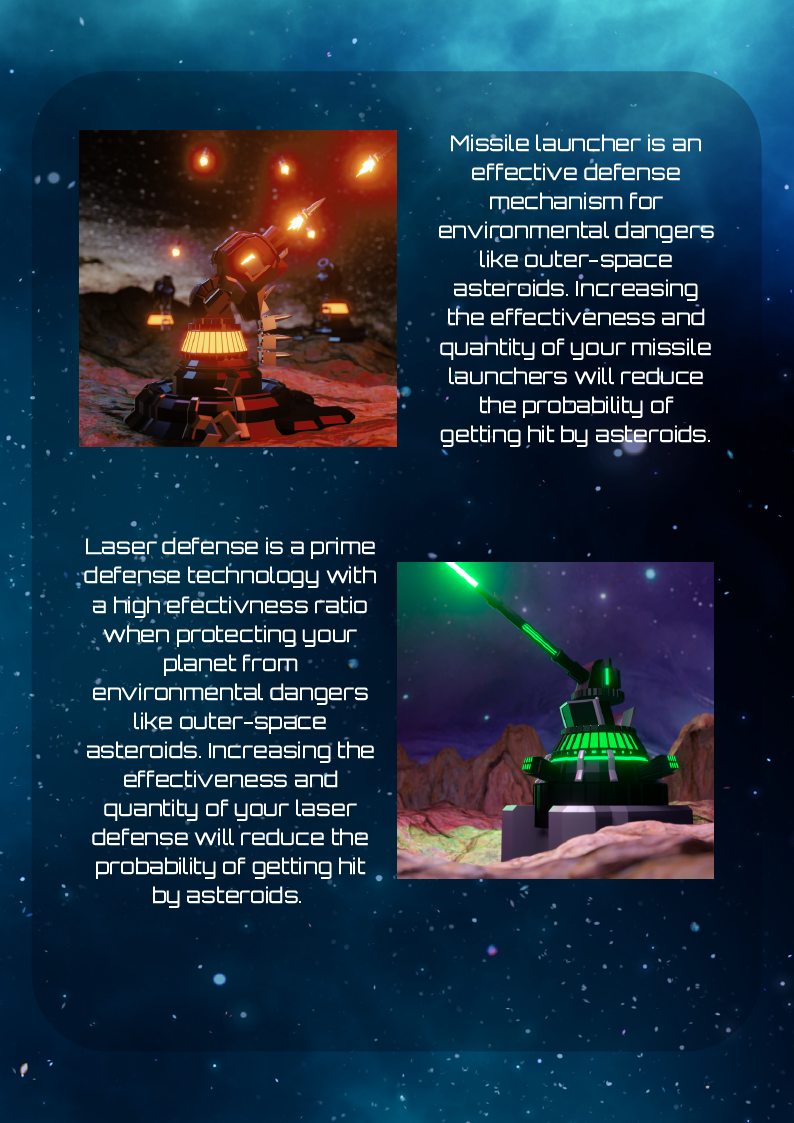 Missile launcher is an
effective defense
mechanism for
environmental dangers
like outer-space
asteroids. Increasing
the effectiveness and
quantity of your missile
launchers will reduce
the probability of
getting hit by asteroids.
Laser defense is a prime
defense technology with
a high efectivness ratio
when protecting your
planet from
environmental dangers
like outer-space
asteroids. Increasing the
effectiveness and
quantity of your laser
defense will reduce the
probability of getting hit
by asteroids.